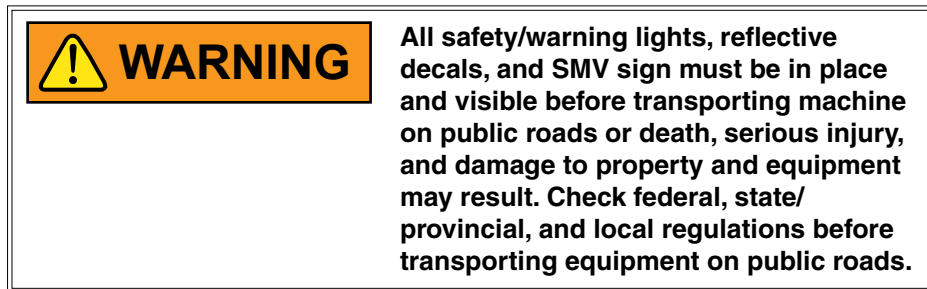 WARNING
All safety/warning lights, reflective
decals, and SMV sign must be in place
and visible before transporting machine
on public roads or death, serious injury,
and damage to property and equipment
may result. Check federal, state/
provincial, and local regulations before
transporting equipment on public roads.